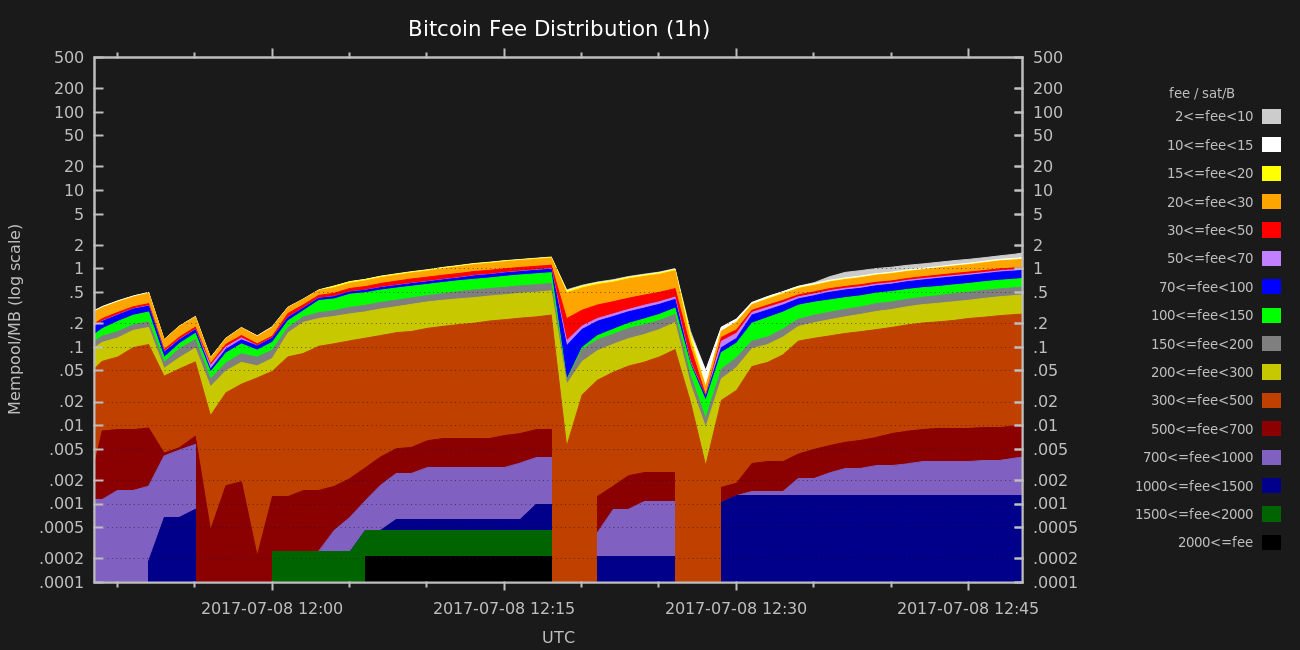 Bitcoin Fee Distribution (1h)
Mempool/MB (log scale)
500
200
100
50
20
10
5
2
1
.5
.2
.1
.05
.02
.01
.005
.002
.001
.0005
.0002
.0001
500
200
100
50
20
10
5
2
1
.5
.2
.1
.05
.02
.01
.005
.002
.001
.0005
.0002
.0001
2017-07-08 12:00
2017-07-08 12:15
2017-07-08 12:30
2017-07-08 12:45
UTC
fee / sat/B
2<=fee<10
10<=fee<15
15<=fee<20
20<=fee<30
30<=fee<50
50<=fee<70
70<=fee<100
100<=fee<150
150<=fee<200
200<=fee<300
300<=fee<500
500<=fee<700
700<=fee<1000
1000<=fee<1500
1500<=fee<2000
2000<=fee